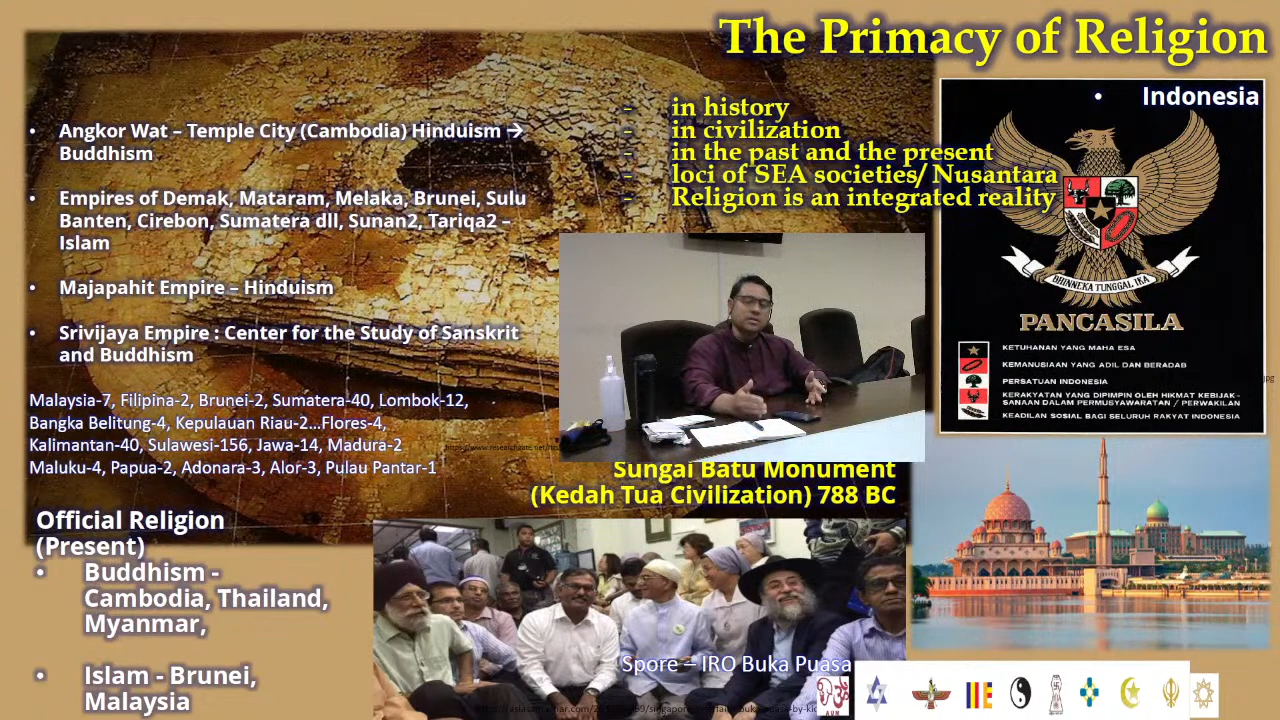 The Primacy of Religion
- in history
- in civilization
- in the past and the present
- loci of SEA societies/ Nusantara
- Religion is an integrated reality
• Angkor Wat – Temple City (Cambodia) Hinduism →
Buddhism
• Empires of Demak, Mataram, Melaka, Brunei, Sulu
Banten, Cirebon, Sumatera dll, Sunan2, Tariqa2 –
Islam
• Majapahit Empire – Hinduism
• Srivijaya Empire : Center for the Study of Sanskrit
and Buddhism
Malaysia-7, Filipina-2, Brunei-2, Sumatera-40, Lombok-12,
Bangka Belitung-4, Kepulauan Riau-2...Flores-4,
Kalimantan-40, Sulawesi-156, Jawa-14, Madura-2
Maluku-4, Papua-2, Adonara-3, Alor-3, Pulau Pantar-1
Official Religion
(Present)
• Buddhism -
Cambodia, Thailand,
Myanmar,
• Islam - Brunei,
Malaysia
Sungai Batu Monument
(Kedah Tua Civilization) 788 BC
Spore – IRO Buka Puasa
• Indonesia
BHINNEKA TUNGGAL IKA
PANCASILA
KETUHANAN YANG MAHA ESA
KEMANUSIAAN YANG ADIL DAN BERADAB
PERSATUAN INDONESIA
KERAKYATAN YANG DIPIMPIN OLEH HIKMAT KEBIJAK -
SANAAN DALAM PERMUSYAWARATAN / PERWAKILAN
KEADILAN SOSIAL BAGI SELURUH RAKYAT INDONESIA
jpg
ॐ
AUM